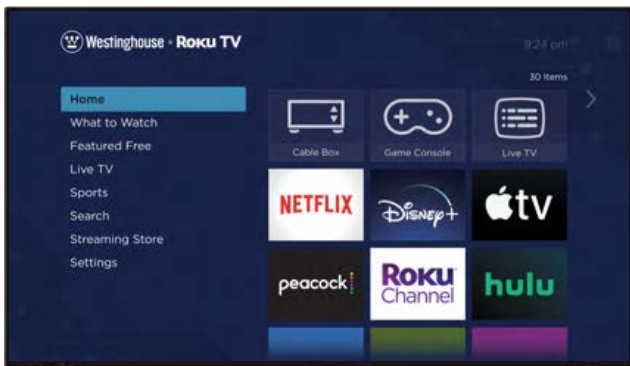 Westinghouse • ROKU TV
9:24 pm
30 Items
Home
What to Watch
Featured Free
Live TV
Sports
Search
Streaming Store
Settings
Cable Box
Game Console
Live TV
NETFLIX
Disney+
tv
peacock
ROKU
Channel
hulu